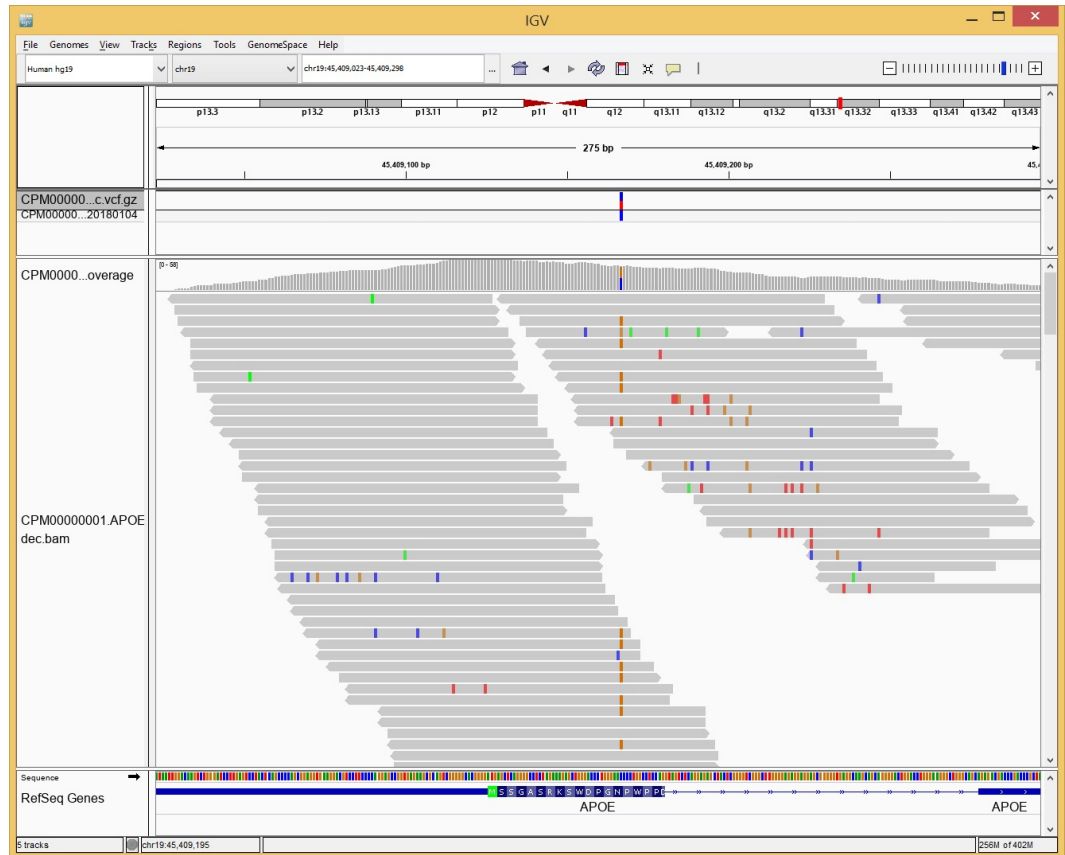 IGV
File Genomes View Tracks Regions Tools GenomeSpace Help
Human hg19 chr19 chr19:45,409,023-45,409,298 ...
p13.3 p13.2 p13.13 p13.11 p12 p11 q11 q12 q13.11 q13.12 q13.2 q13.31 q13.32 q13.33 q13.41 q13.42 q13.43
275 bp
45,409,100 bp 45,409,200 bp 45,4
CPM00000...c.vcf.gz
CPM00000...20180104
CPM0000...overage [0 - 58]
CPM00000001.APOE
dec.bam
Sequence
RefSeq Genes
M S S G A S R K S W D P G N P W P P
APOE APOE
5 tracks chr19:45,409,195 256M of 402M